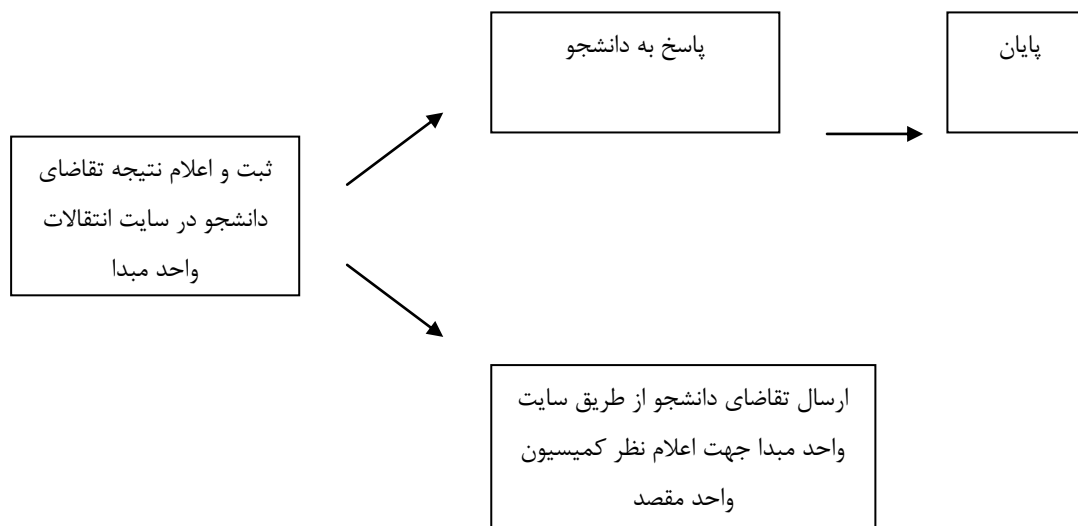 پاسخ به دانشجو
پایان
ثبت و اعلام نتیجه تقاضای
دانشجو در سایت انتقالات
واحد مبدا
ارسال تقاضای دانشجو از طریق سایت
واحد مبدا جهت اعلام نظر کمیسیون
واحد مقصد